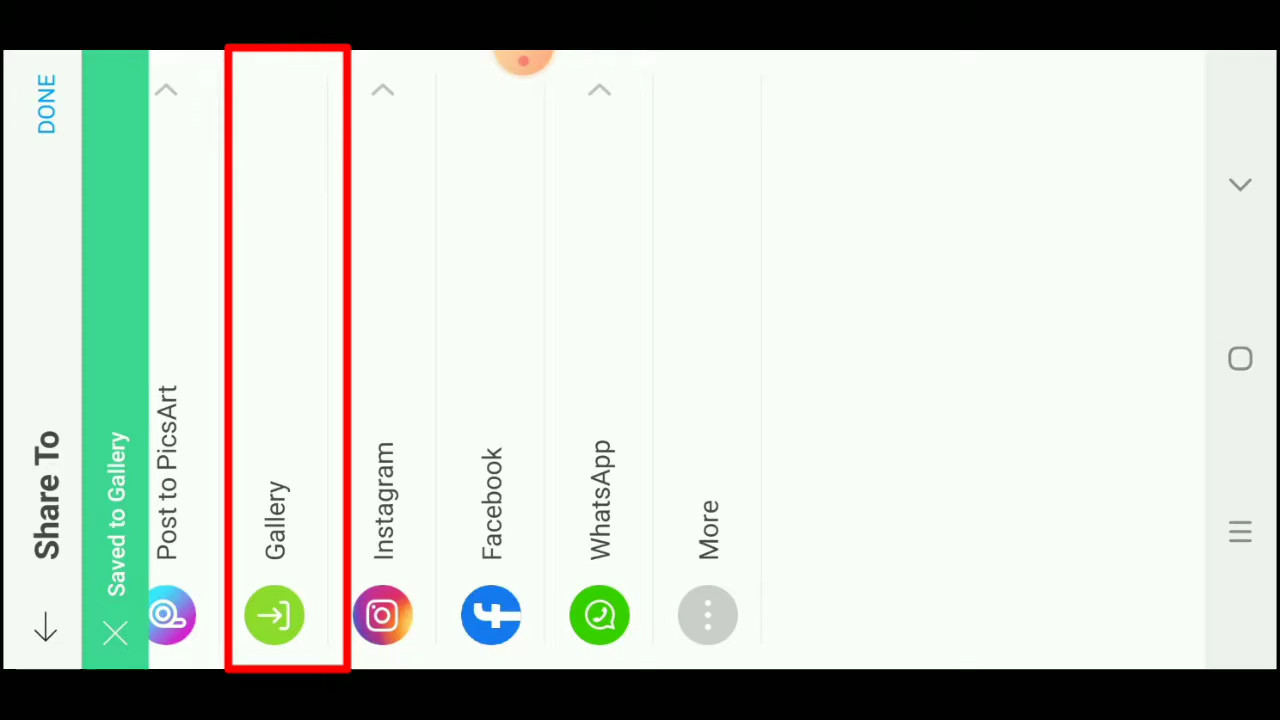 Share To
DONE
Saved to Gallery
Post to PicsArt
Gallery
Instagram
Facebook
WhatsApp
More